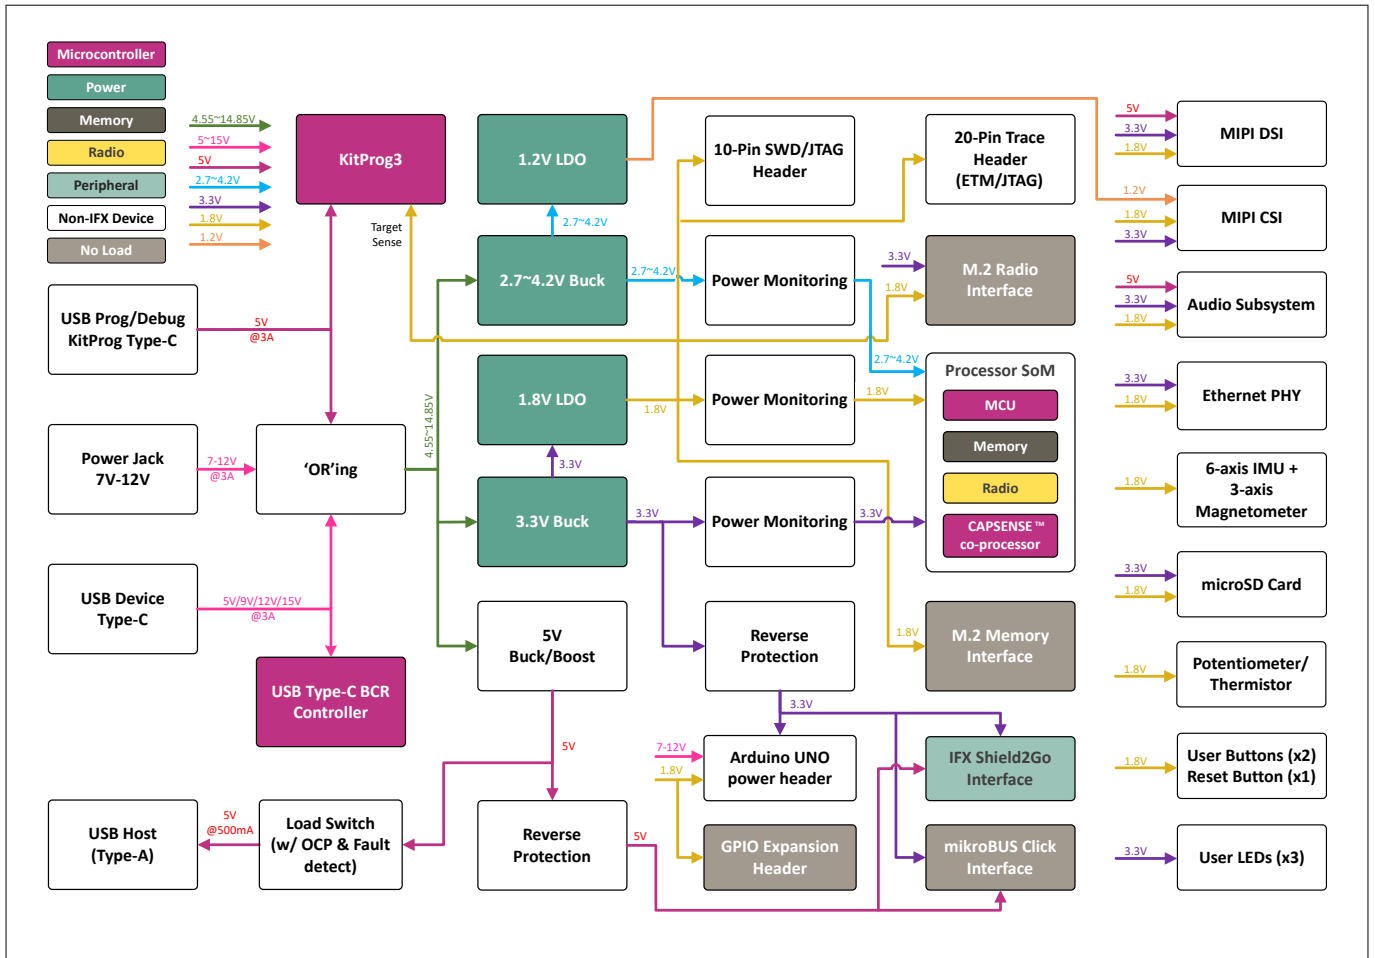 Microcontroller
Power
Memory
Radio
Peripheral
Non-IFX Device
No Load
4.55~14.85V
5~15V
5V
2.7~4.2V
3.3V
1.8V
1.2V
KitProg3
Target
Sense
1.2V LDO
2.7~4.2V
2.7~4.2V Buck
2.7~4.2V
1.8V LDO
1.8V
3.3V
3.3V Buck
3.3V
10-Pin SWD/JTAG
Header
20-Pin Trace
Header
(ETM/JTAG)
Power Monitoring
3.3V
1.8V
M.2 Radio
Interface
2.7~4.2V
Power Monitoring
1.8V
Power Monitoring
3.3V
Processor SoM
MCU
Memory
Radio
CAPSENSE™
co-processor
USB Prog/Debug
KitProg Type-C
5V
@3A
Power Jack
7V-12V
7-12V
@3A
'OR'ing
4.55~14.85V
USB Device
Type-C
5V/9V/12V/15V
@3A
USB Type-C BCR
Controller
5V
Buck/Boost
5V
Reverse
Protection
3.3V
1.8V
M.2 Memory
Interface
7-12V
1.8V
Arduino UNO
power header
IFX Shield2Go
Interface
USB Host
(Type-A)
5V
@500mA
Load Switch
(w/ OCP & Fault
detect)
Reverse
Protection
5V
GPIO Expansion
Header
mikroBUS Click
Interface
5V
3.3V
1.8V
MIPI DSI
1.2V
1.8V
3.3V
MIPI CSI
5V
3.3V
1.8V
Audio Subsystem
3.3V
1.8V
Ethernet PHY
1.8V
6-axis IMU +
3-axis
Magnetometer
3.3V
1.8V
microSD Card
1.8V
Potentiometer/
Thermistor
1.8V
User Buttons (x2)
Reset Button (x1)
3.3V
User LEDs (x3)